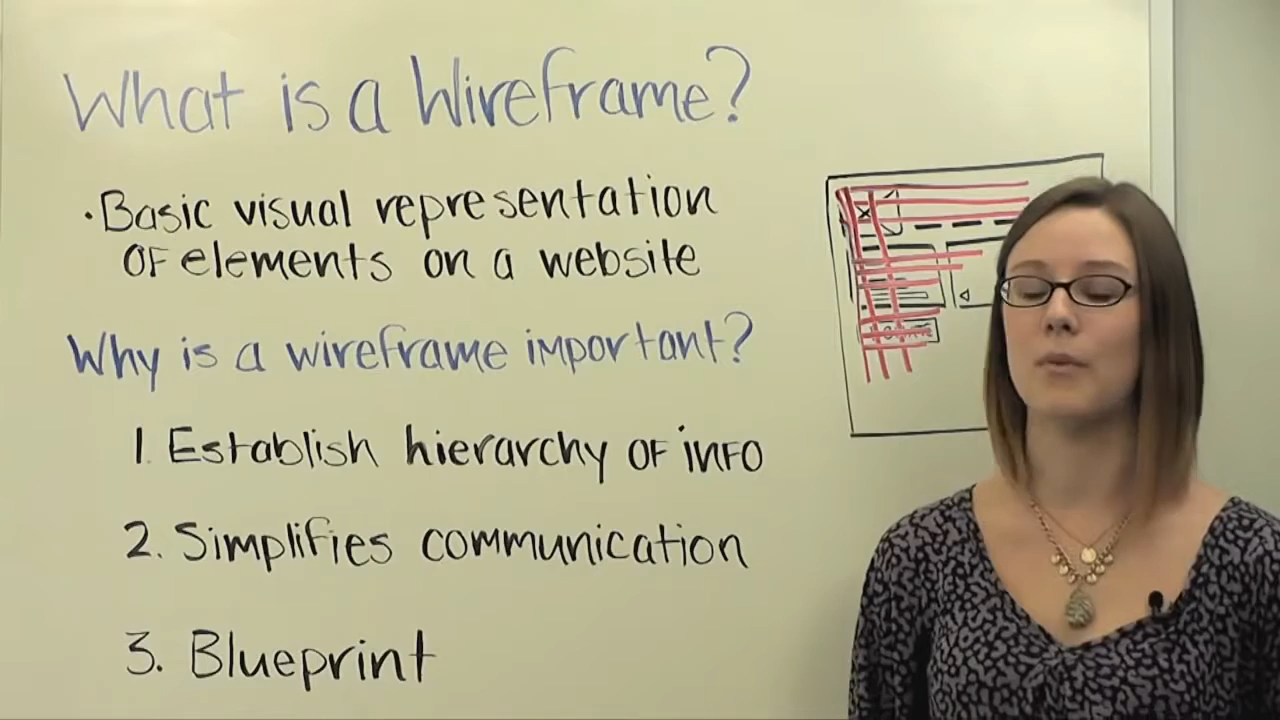 What is a Wireframe?
· Basic visual representation
OF elements on a website
Why is a wireframe important?
1. Establish hierarchy OF inFO
2. Simplifies communication
3. Blueprint